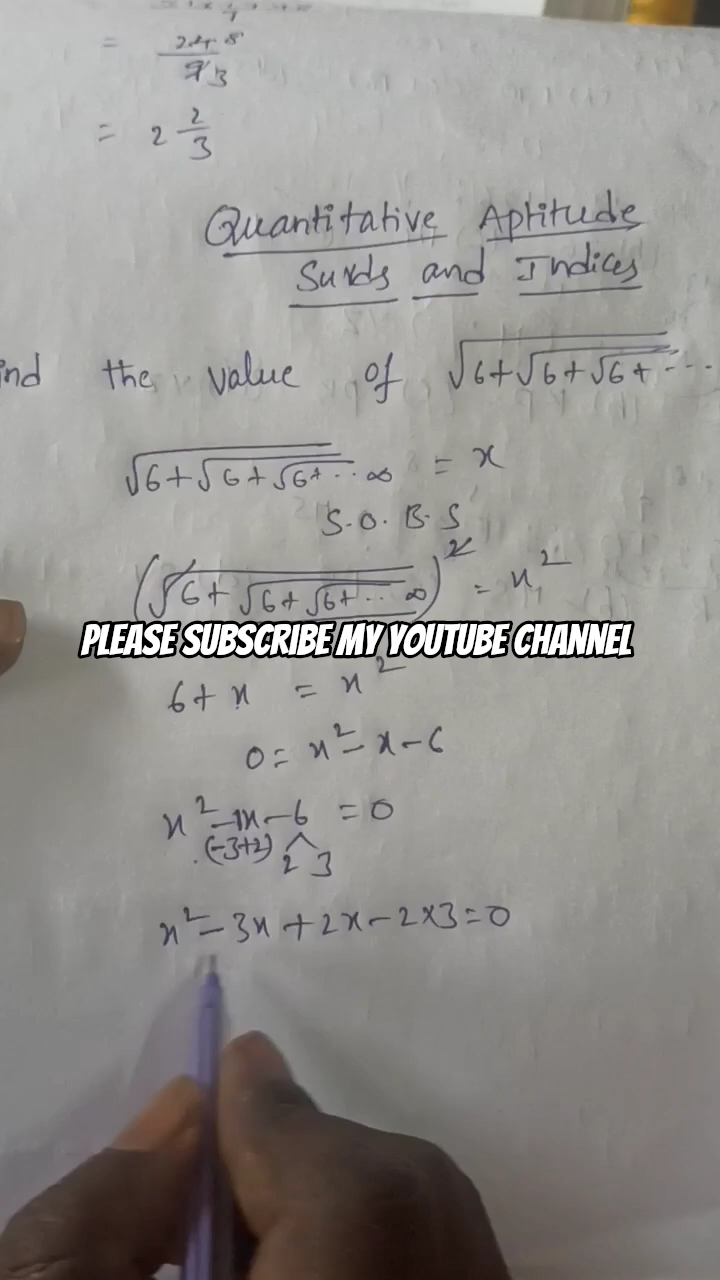 = 24 8 / 9 3
= 2 2/3
Quantitative Aptitude
Surds and Indices
ind the value of √6+√6+√6+...
√6+√6+√6+...∞ = x
S.O.B.S
(√6+√6+√6+...∞)² = x²
PLEASE SUBSCRIBE MY YOUTUBE CHANNEL
6+x = x²
0 = x²-x-6
x²-1x-6 = 0
(-3+2) 2 3
x²-3x+2x-2×3=0